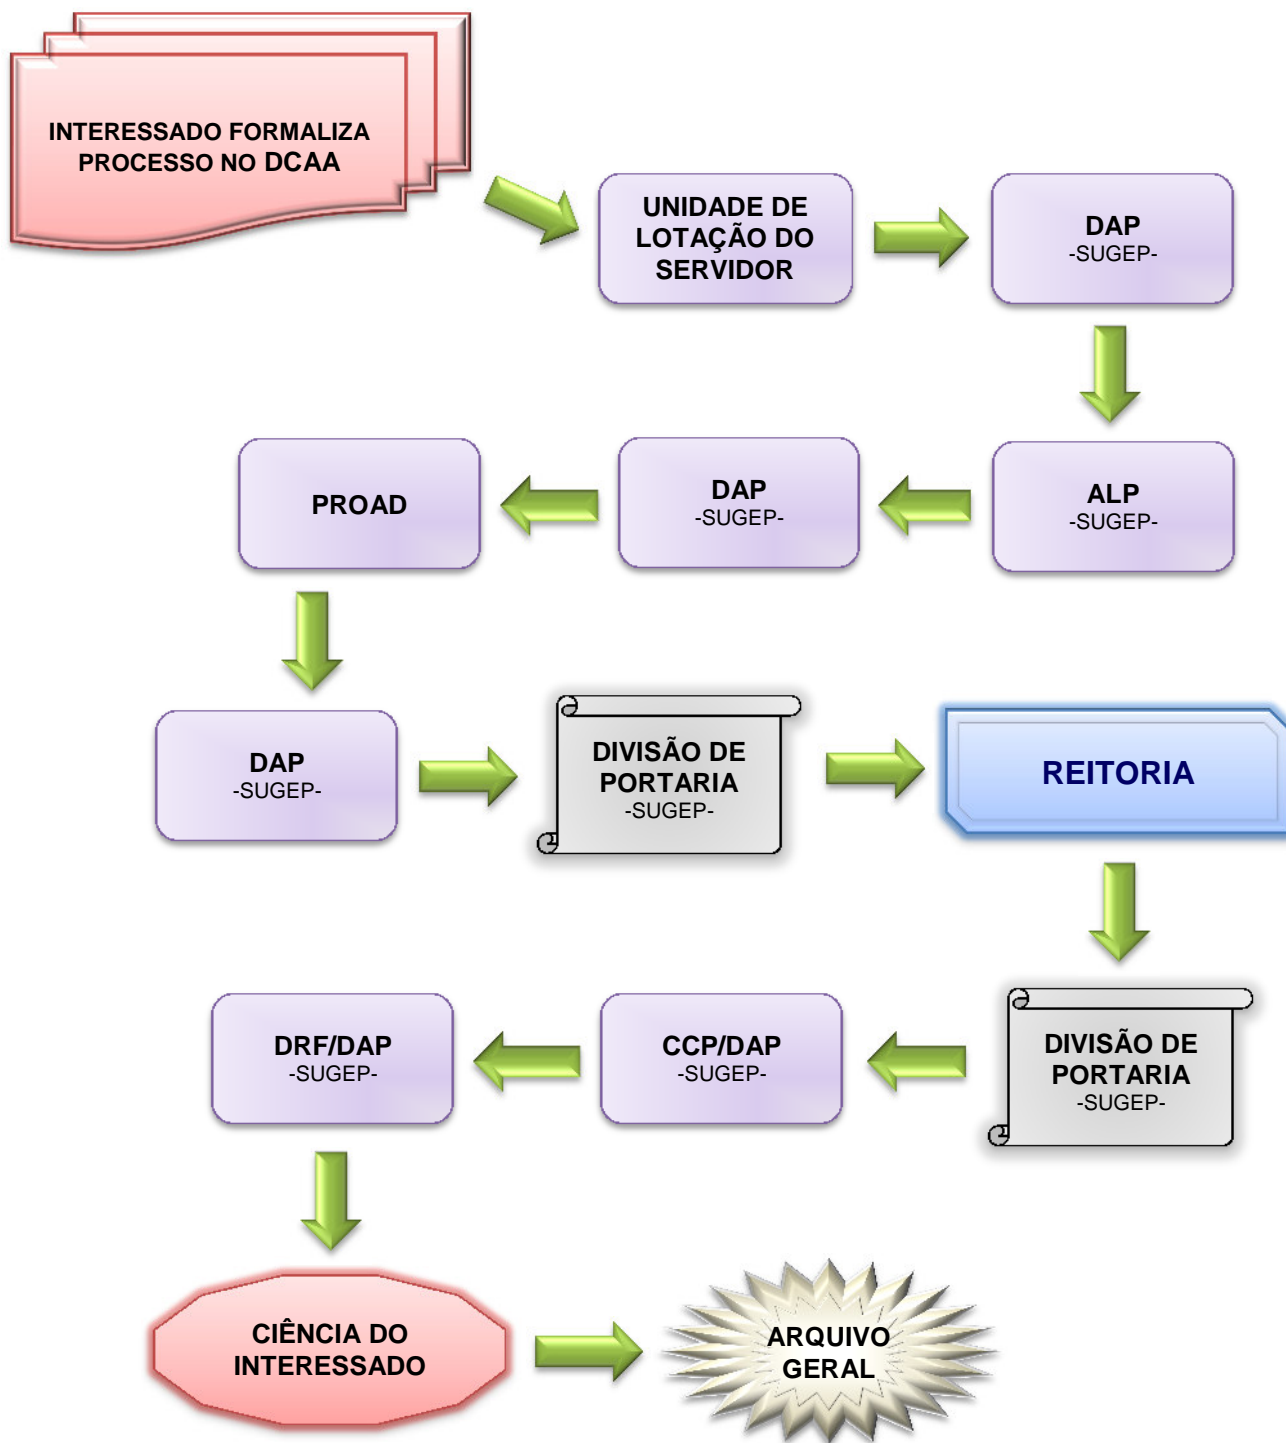 INTERESSADO FORMALIZA
PROCESSO NO DCAA
UNIDADE DE
LOTAÇÃO DO
SERVIDOR
DAP
-SUGEP-
ALP
-SUGEP-
DAP
-SUGEP-
PROAD
DAP
-SUGEP-
DIVISÃO DE
PORTARIA
-SUGEP-
REITORIA
DIVISÃO DE
PORTARIA
-SUGEP-
CCP/DAP
-SUGEP-
DRF/DAP
-SUGEP-
CIÊNCIA DO
INTERESSADO
ARQUIVO
GERAL